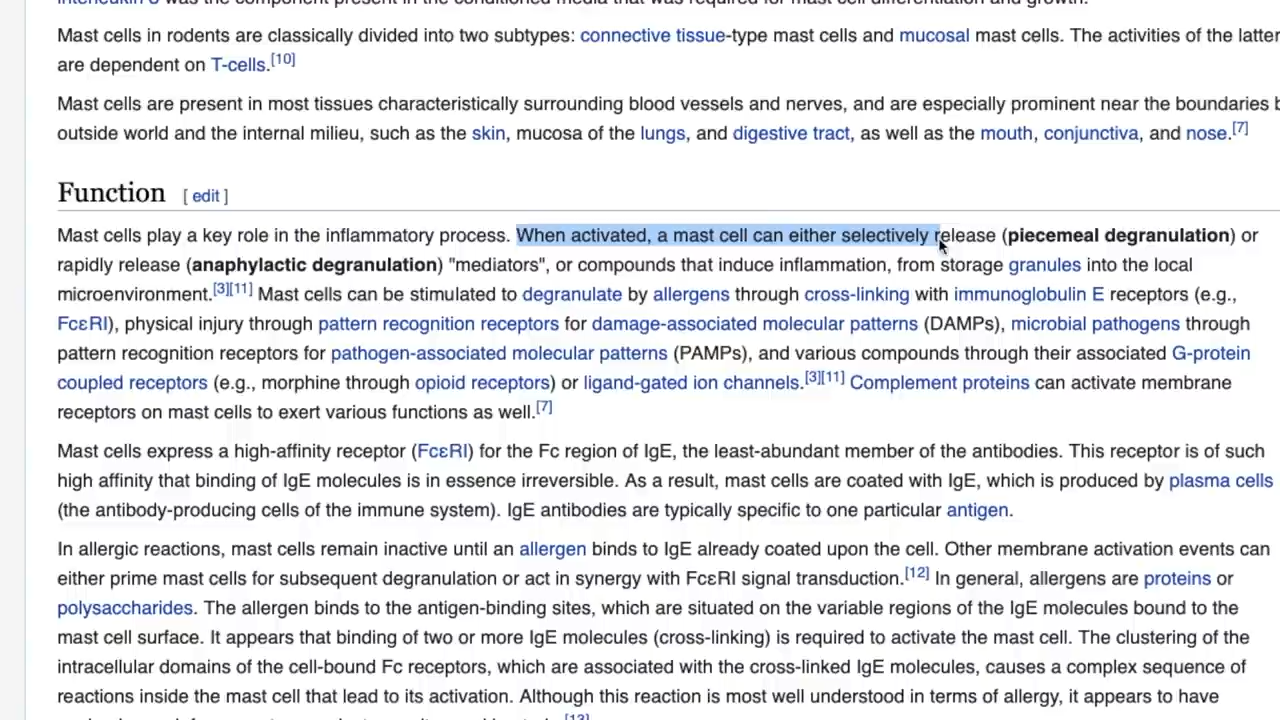 Interleukin 3 was the component present in the conditioned media that was required for mast cell differentiation and growth.
Mast cells in rodents are classically divided into two subtypes: connective tissue-type mast cells and mucosal mast cells. The activities of the latter
are dependent on T-cells.[10]
Mast cells are present in most tissues characteristically surrounding blood vessels and nerves, and are especially prominent near the boundaries
outside world and the internal milieu, such as the skin, mucosa of the lungs, and digestive tract, as well as the mouth, conjunctiva, and nose.[7]
Function [ edit ]
Mast cells play a key role in the inflammatory process. When activated, a mast cell can either selectively release (piecemeal degranulation) or
rapidly release (anaphylactic degranulation) "mediators", or compounds that induce inflammation, from storage granules into the local
microenvironment.[3][11] Mast cells can be stimulated to degranulate by allergens through cross-linking with immunoglobulin E receptors (e.g.,
FcεRI), physical injury through pattern recognition receptors for damage-associated molecular patterns (DAMPs), microbial pathogens through
pattern recognition receptors for pathogen-associated molecular patterns (PAMPs), and various compounds through their associated G-protein
coupled receptors (e.g., morphine through opioid receptors) or ligand-gated ion channels.[3][11] Complement proteins can activate membrane
receptors on mast cells to exert various functions as well.[7]
Mast cells express a high-affinity receptor (FcεRI) for the Fc region of IgE, the least-abundant member of the antibodies. This receptor is of such
high affinity that binding of IgE molecules is in essence irreversible. As a result, mast cells are coated with IgE, which is produced by plasma cells
(the antibody-producing cells of the immune system). IgE antibodies are typically specific to one particular antigen.
In allergic reactions, mast cells remain inactive until an allergen binds to IgE already coated upon the cell. Other membrane activation events can
either prime mast cells for subsequent degranulation or act in synergy with FcεRI signal transduction.[12] In general, allergens are proteins or
polysaccharides. The allergen binds to the antigen-binding sites, which are situated on the variable regions of the IgE molecules bound to the
mast cell surface. It appears that binding of two or more IgE molecules (cross-linking) is required to activate the mast cell. The clustering of the
intracellular domains of the cell-bound Fc receptors, which are associated with the cross-linked IgE molecules, causes a complex sequence of
reactions inside the mast cell that lead to its activation. Although this reaction is most well understood in terms of allergy, it appears to have
[13]